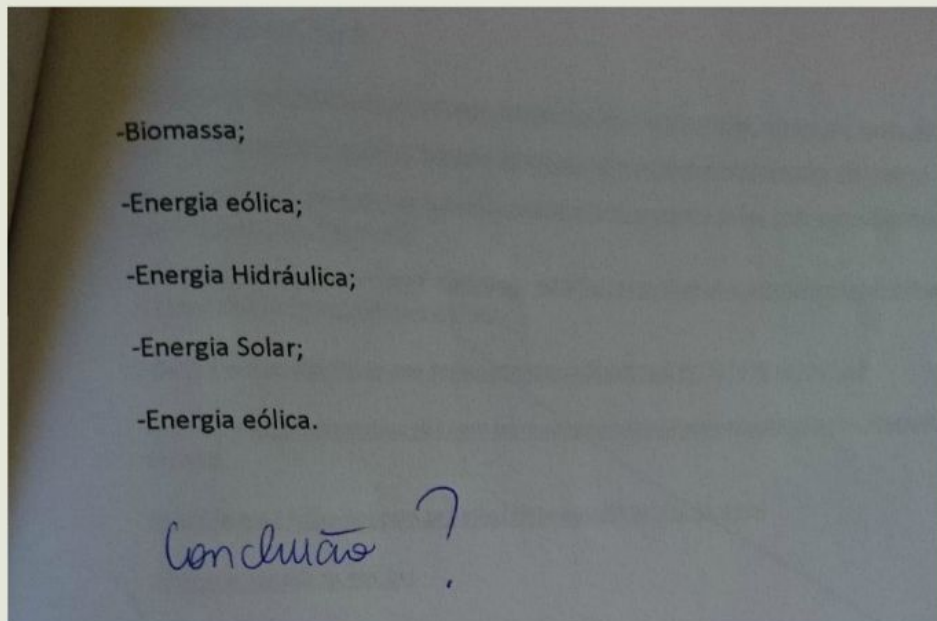 -Biomassa;
-Energia eólica;
-Energia Hidráulica;
-Energia Solar;
-Energia eólica.
Conclusão ?